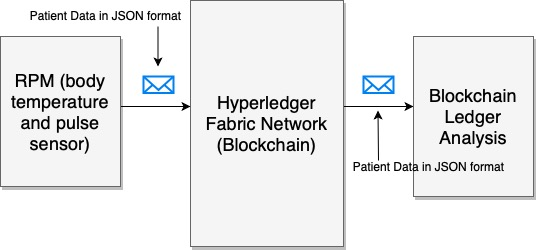 Patient Data in JSON format
RPM (body
temperature
and pulse
sensor)
Hyperledger
Fabric Network
(Blockchain)
Blockchain
Ledger
Analysis
Patient Data in JSON format